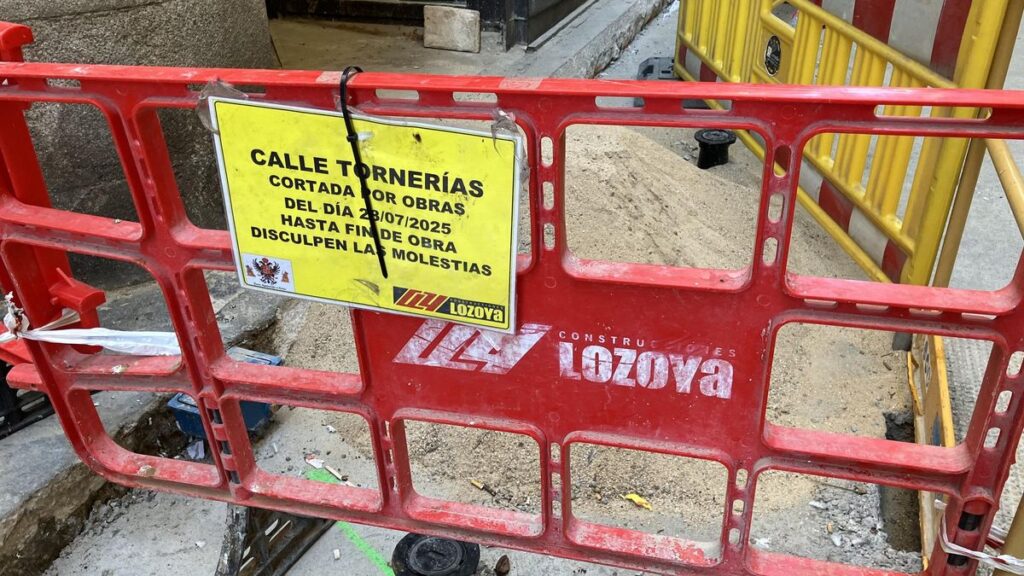 CALLE TORNERÍAS
CORTADA POR OBRAS
DEL DÍA 28/07/2025
HASTA FIN DE OBRA
DISCULPEN LAS MOLESTIAS
LOZOYA
CONSTRUCCIONES
LOZOYA